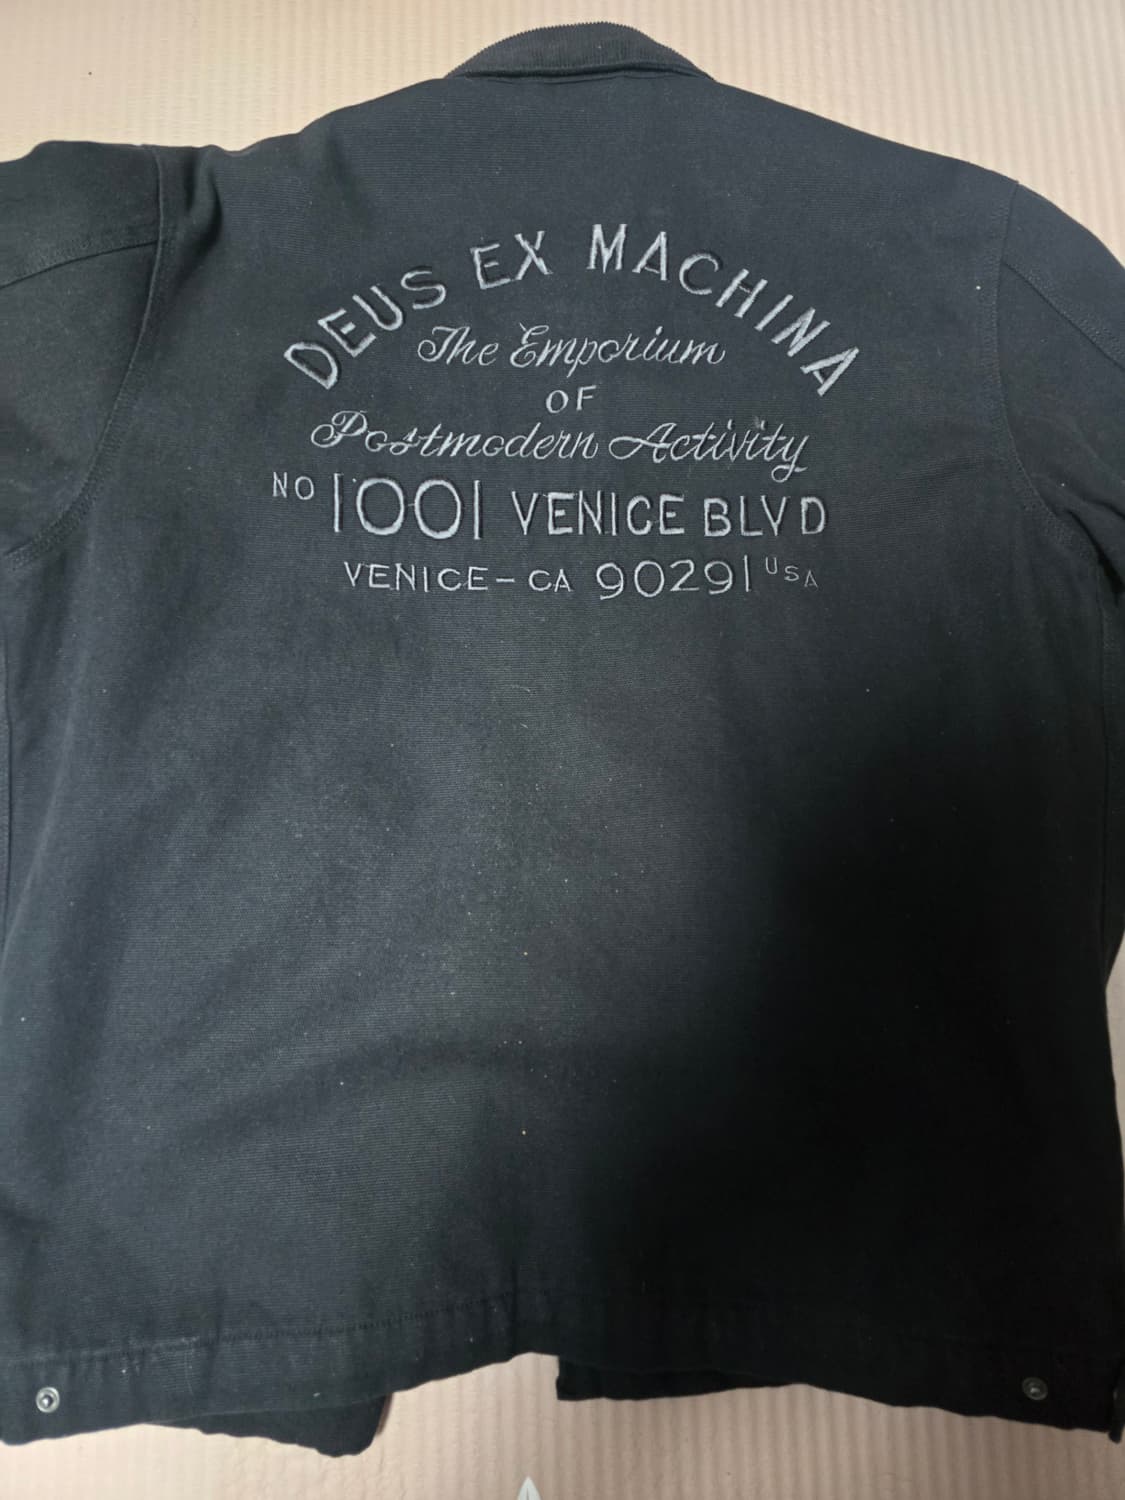 DEUS EX MACHINA
The Emporium
OF
Postmodern Activity
NO 1001 VENICE BLVD
VENICE - CA 90291 USA